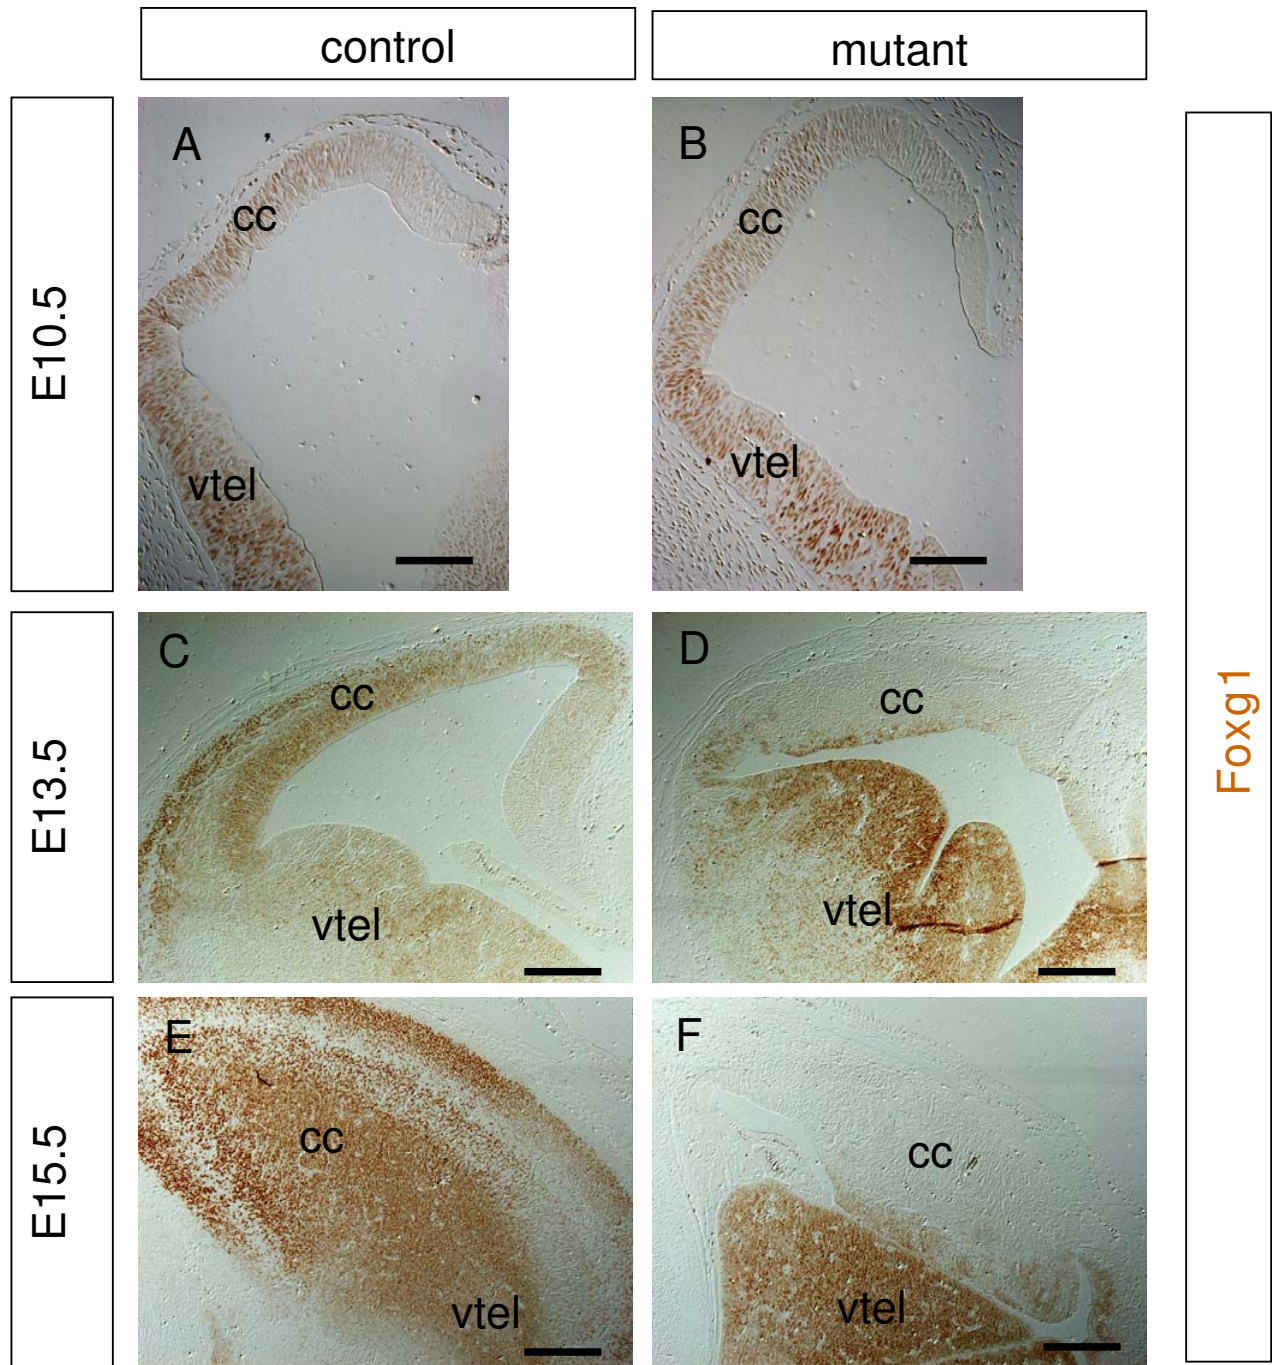 control
mutant
E10.5
A
cc
vtel
B
cc
vtel
E13.5
C
cc
vtel
D
cc
vtel
E15.5
E
cc
vtel
F
cc
vtel
Foxg1